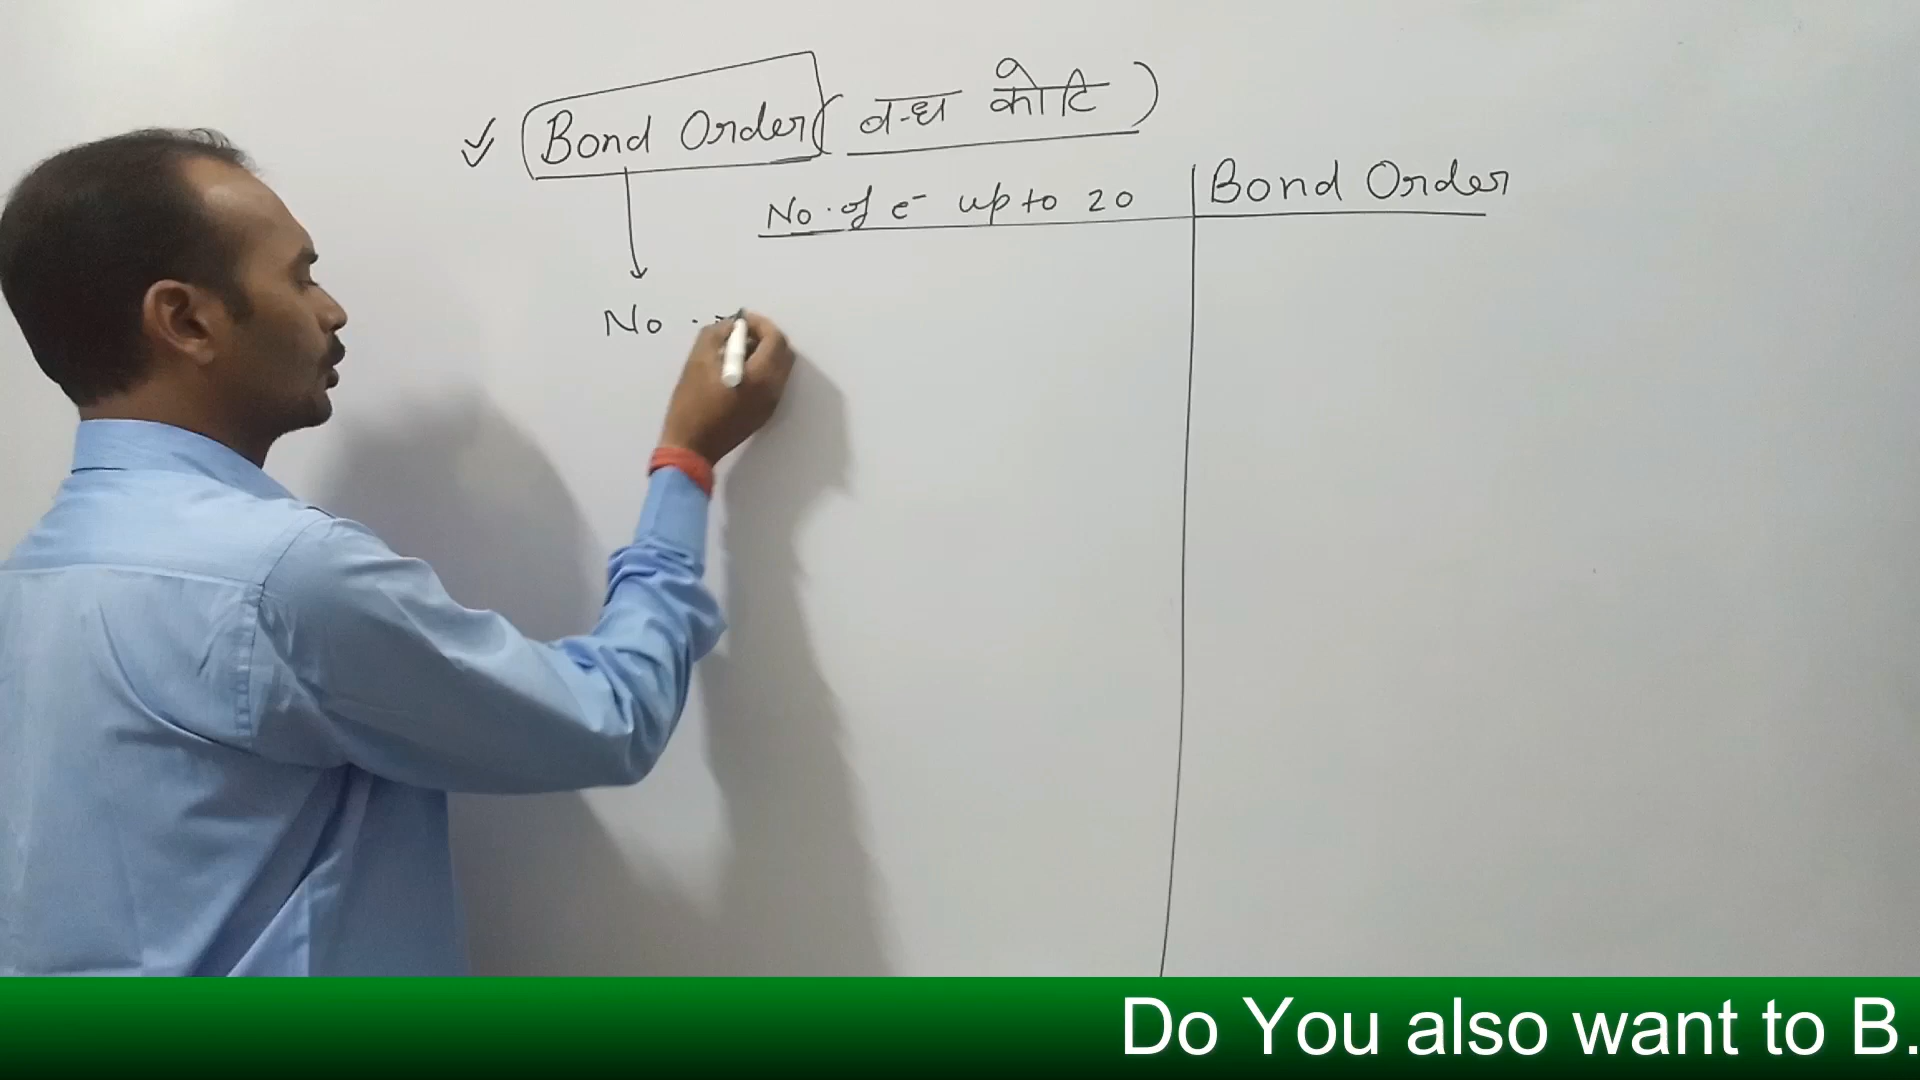 ✓ Bond Order ( बन्ध कोटि )
No. of e⁻ up to 20
Bond Order
No.
Do You also want to B.